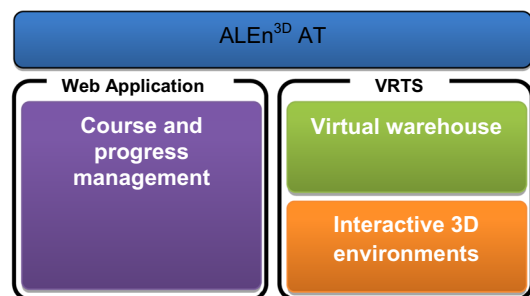 ALEn³ᴰ AT
Web Application
VRTS
Course and
progress
management
Virtual warehouse
Interactive 3D
environments